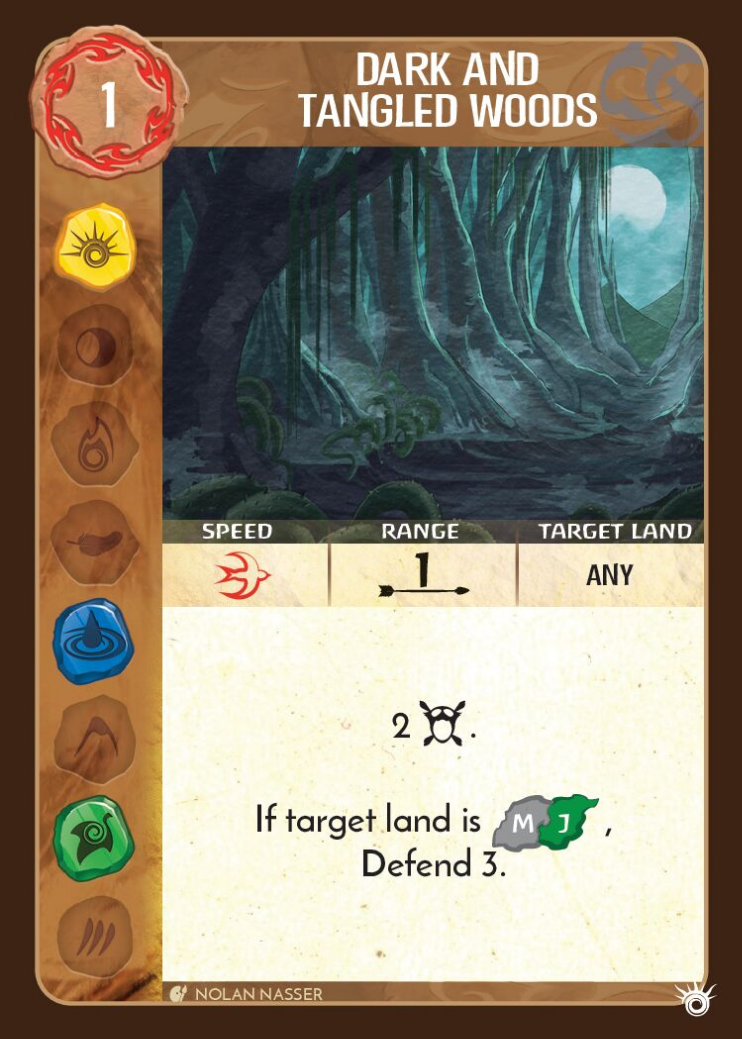 1
DARK AND
TANGLED WOODS
SPEED RANGE TARGET LAND
1 ANY
2 .
If target land is M J ,
Defend 3.
NOLAN NASSER